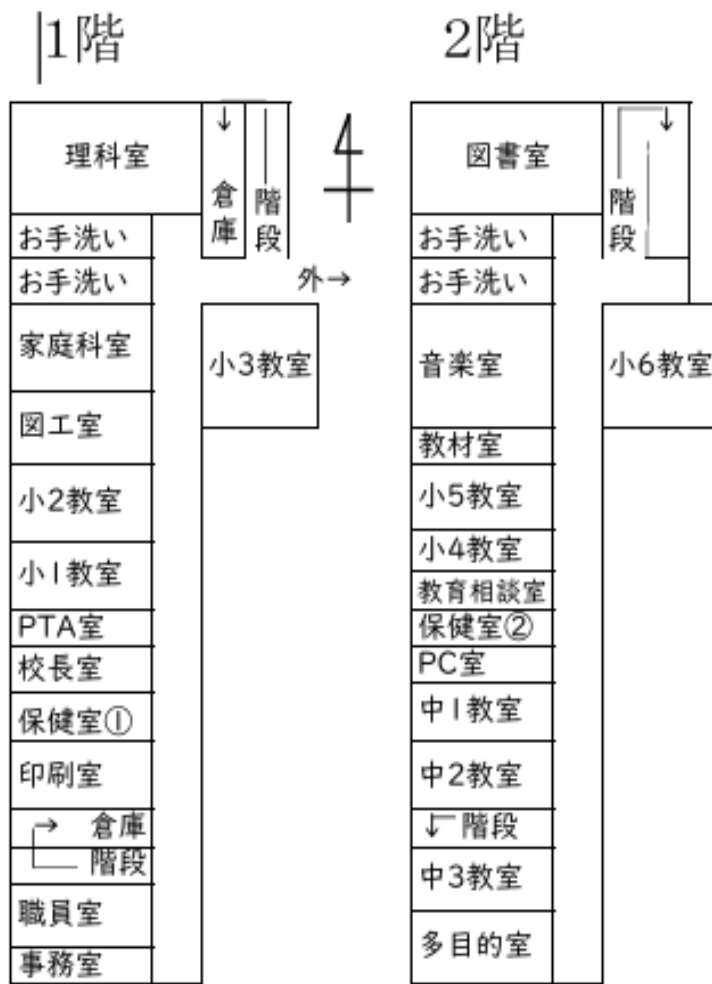 1階
理科室
倉庫
階段
お手洗い
お手洗い
外→
家庭科室
小3教室
図工室
小2教室
小1教室
PTA室
校長室
保健室①
印刷室
倉庫
階段
職員室
事務室
2階
図書室
階段
お手洗い
お手洗い
音楽室
小6教室
教材室
小5教室
小4教室
教育相談室
保健室②
PC室
中1教室
中2教室
階段
中3教室
多目的室